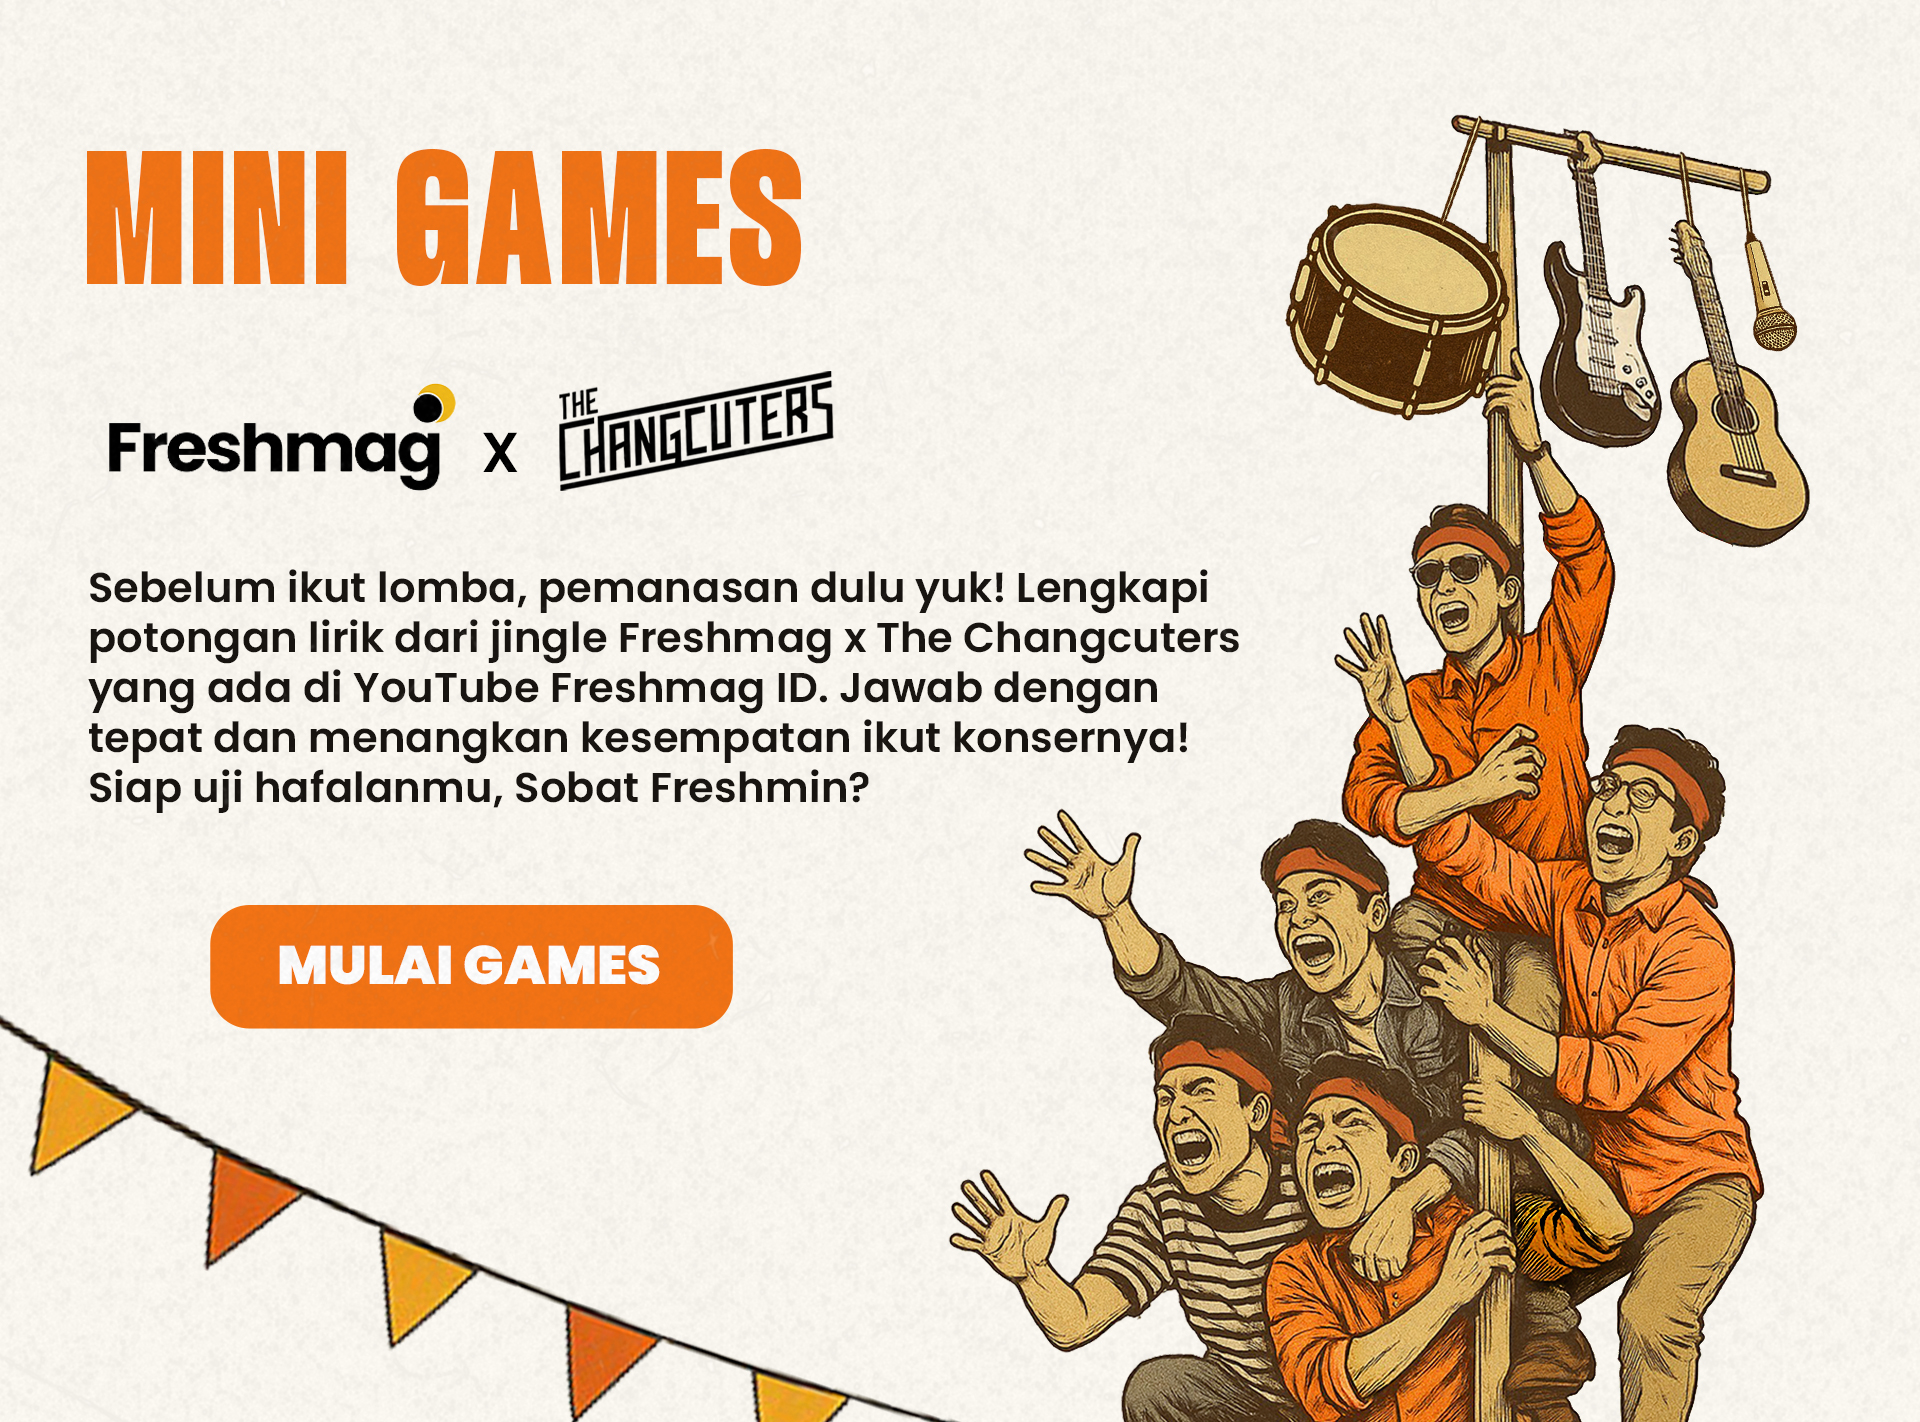 MINI GAMES
Freshmag x THE CHANGCUTERS
Sebelum ikut lomba, pemanasan dulu yuk! Lengkapi
potongan lirik dari jingle Freshmag x The Changcuters
yang ada di YouTube Freshmag ID. Jawab dengan
tepat dan menangkan kesempatan ikut konsernya!
Siap uji hafalanmu, Sobat Freshmin?
MULAI GAMES